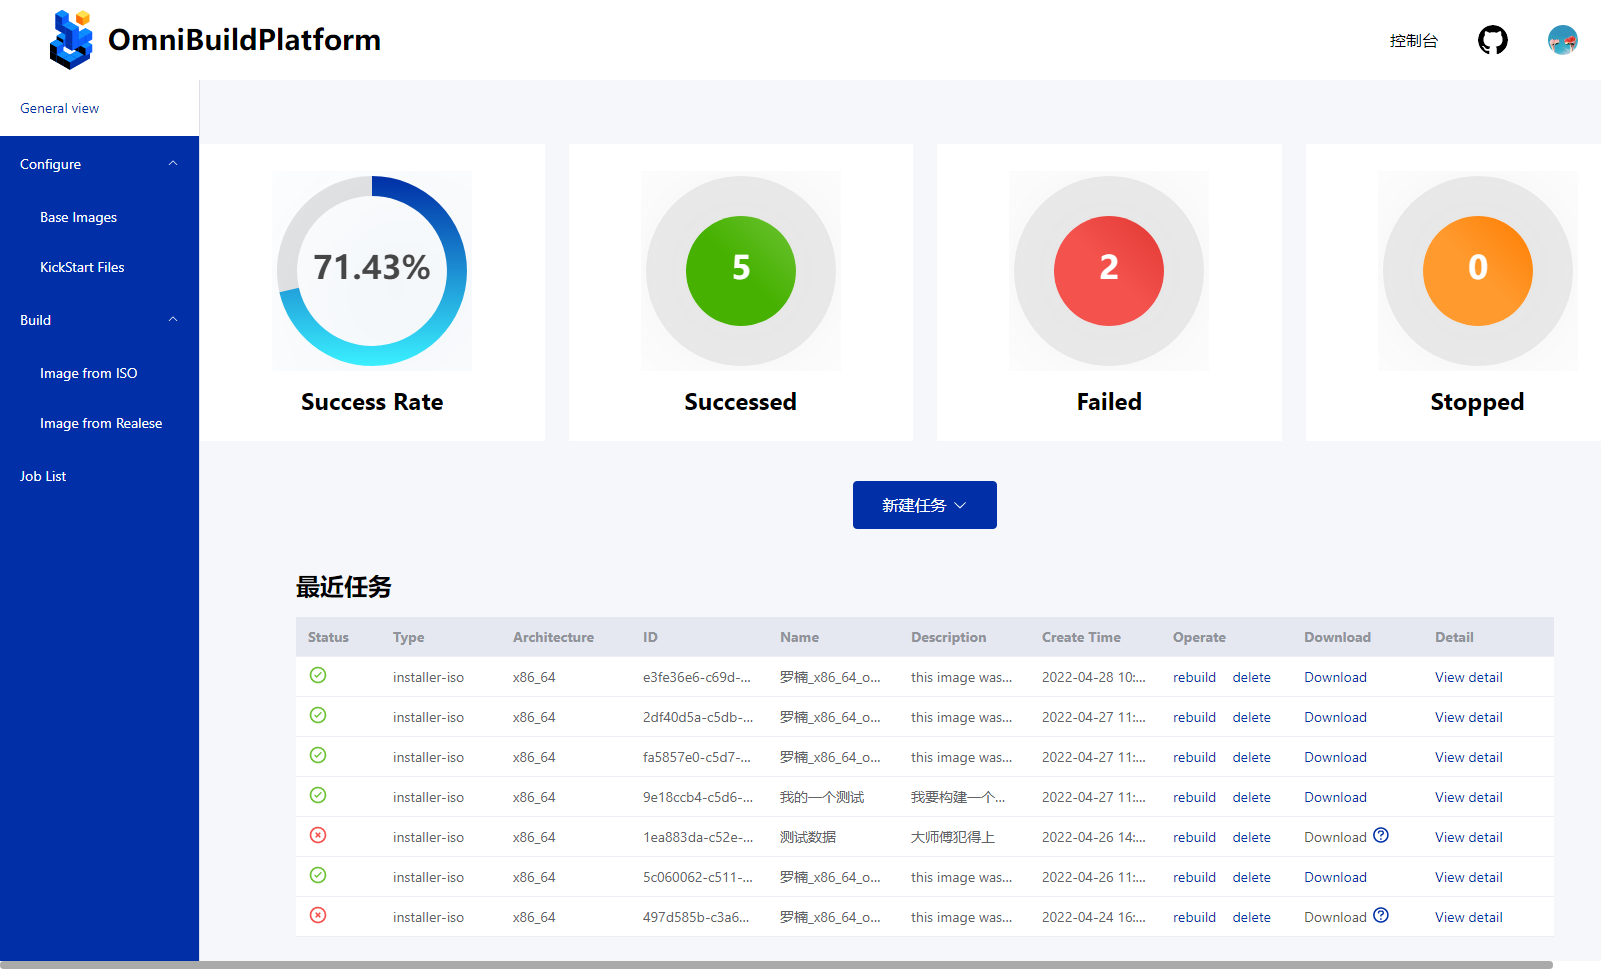 OmniBuildPlatform
控制台
General view
Configure
Base Images
KickStart Files
Build
Image from ISO
Image from Realese
Job List
71.43%
Success Rate
5
Successed
2
Failed
0
Stopped
新建任务
最近任务
Status Type Architecture ID Name Description Create Time Operate Download Detail
installer-iso x86_64 e3fe36e6-c69d-... 罗楠_x86_64_o... this image was... 2022-04-28 10:... rebuild delete Download View detail
installer-iso x86_64 2df40d5a-c5db-... 罗楠_x86_64_o... this image was... 2022-04-27 11:... rebuild delete Download View detail
installer-iso x86_64 fa5857e0-c5d7-... 罗楠_x86_64_o... this image was... 2022-04-27 11:... rebuild delete Download View detail
installer-iso x86_64 9e18ccb4-c5d6-... 我的一个测试 我要构建一个... 2022-04-27 11:... rebuild delete Download View detail
installer-iso x86_64 1ea883da-c52e-... 测试数据 大师傅犯得上 2022-04-26 14:... rebuild delete Download View detail
installer-iso x86_64 5c060062-c511-... 罗楠_x86_64_o... this image was... 2022-04-26 11:... rebuild delete Download View detail
installer-iso x86_64 497d585b-c3a6... 罗楠_x86_64_o... this image was... 2022-04-24 16:... rebuild delete Download View detail